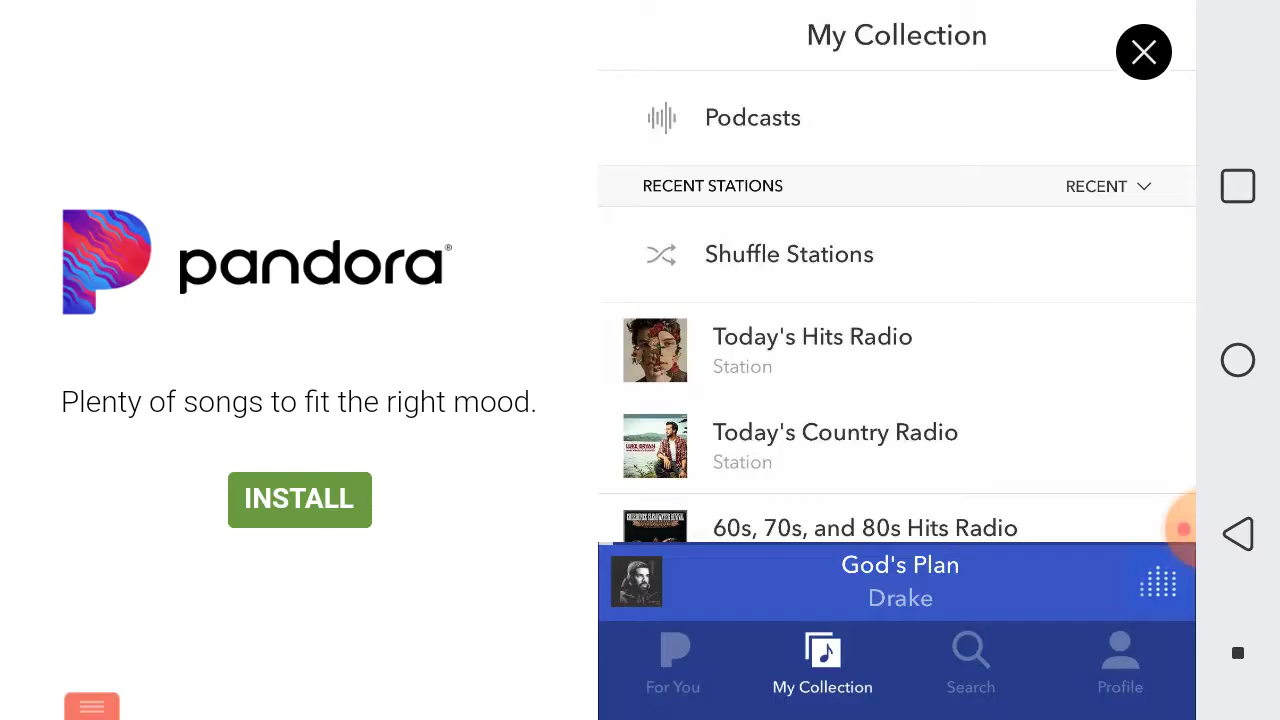 pandora®
Plenty of songs to fit the right mood.
INSTALL
My Collection
Podcasts
RECENT STATIONS
RECENT
Shuffle Stations
Today's Hits Radio
Station
Today's Country Radio
LUKE BRYAN
Station
60s, 70s, and 80s Hits Radio
God's Plan
Drake
For You
My Collection
Search
Profile